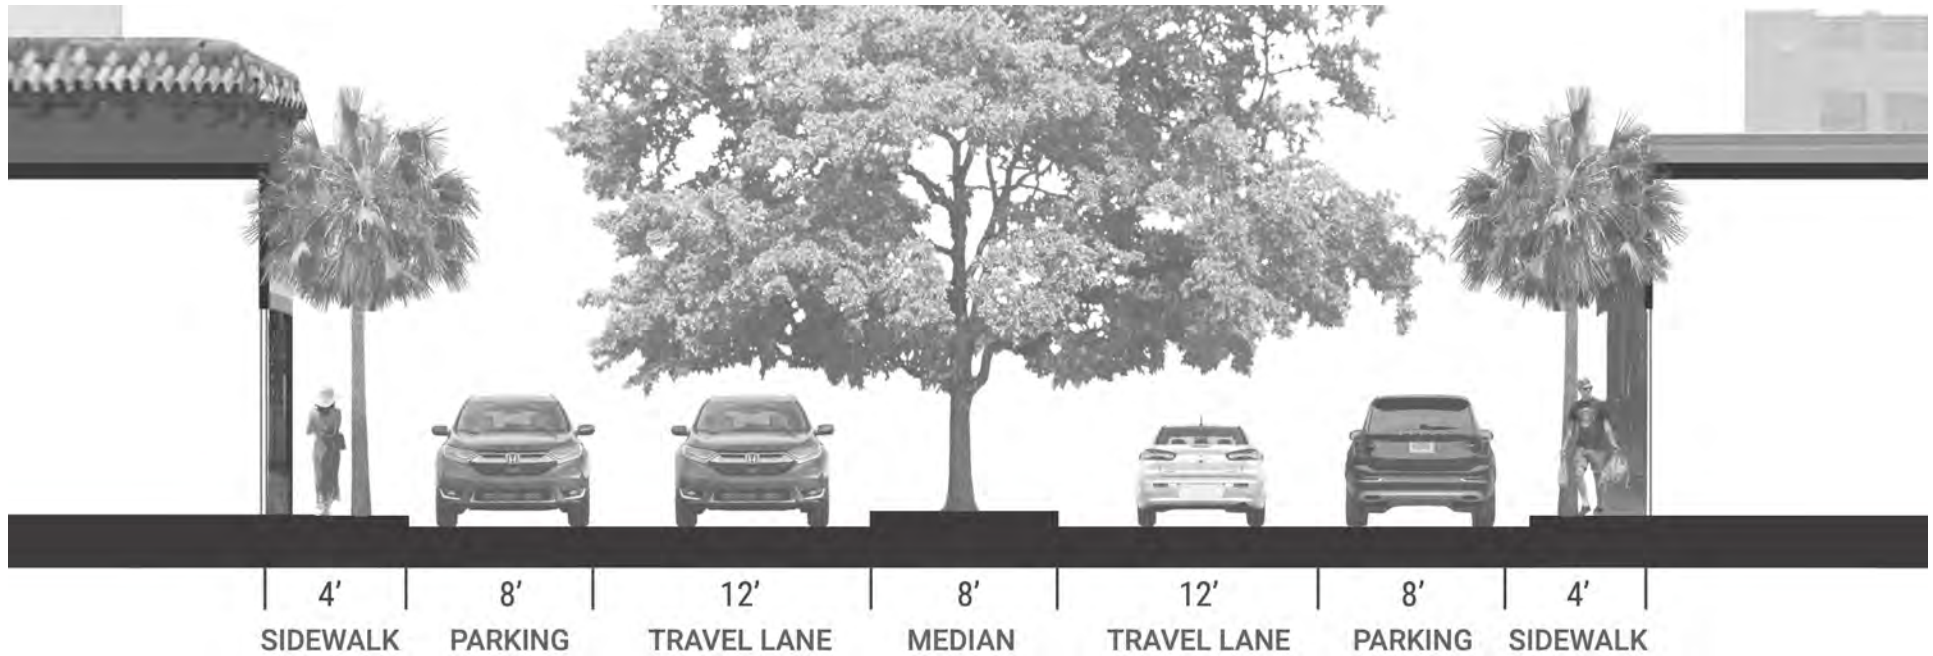 4’ 8’ 12’ 8’ 12’ 8’ 4’
SIDEWALK PARKING TRAVEL LANE MEDIAN TRAVEL LANE PARKING SIDEWALK